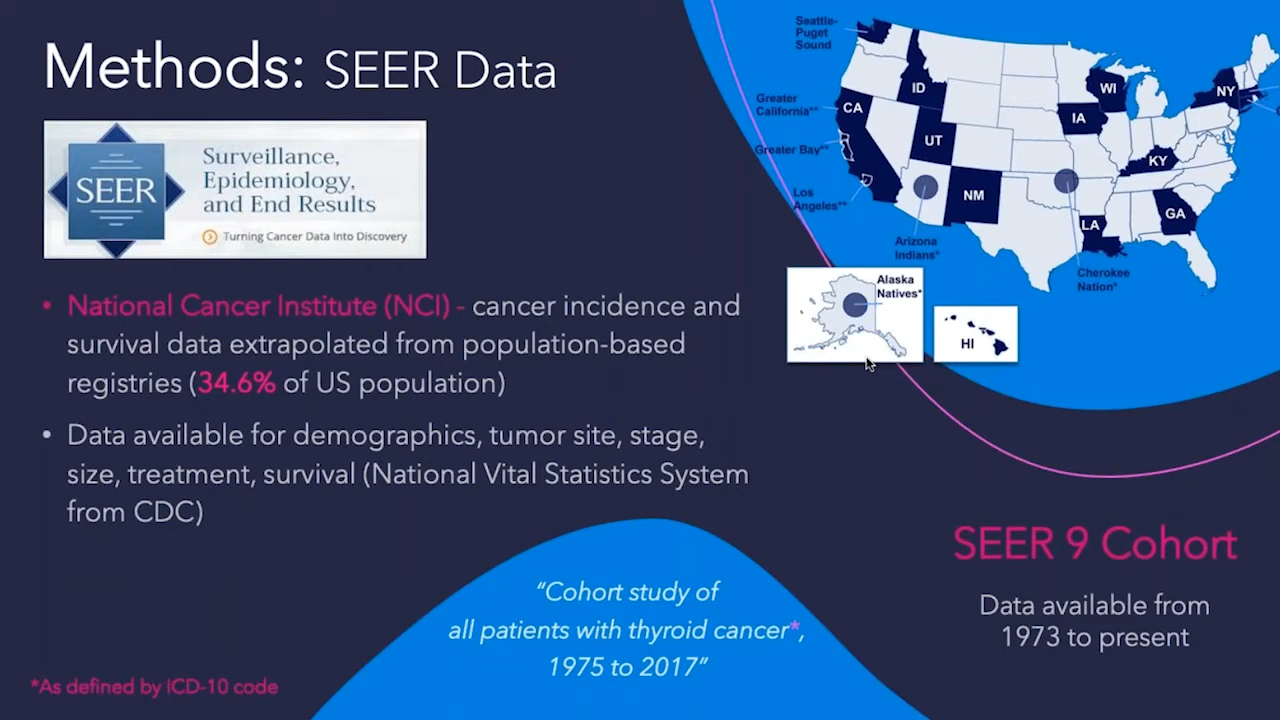 Methods: SEER Data
SEER
Surveillance,
Epidemiology,
and End Results
Turning Cancer Data Into Discovery
• National Cancer Institute (NCI) - cancer incidence and
survival data extrapolated from population-based
registries (34.6% of US population)
• Data available for demographics, tumor site, stage,
size, treatment, survival (National Vital Statistics System
from CDC)
Seattle-
Puget
Sound
Greater
California**
Greater Bay**
Los
Angeles**
CA
ID
UT
NM
WI
IA
NY
KY
LA
GA
Arizona
Indians*
Cherokee
Nation*
Alaska
Natives*
HI
SEER 9 Cohort
Data available from
1973 to present
“Cohort study of
all patients with thyroid cancer*,
1975 to 2017”
*As defined by ICD-10 code